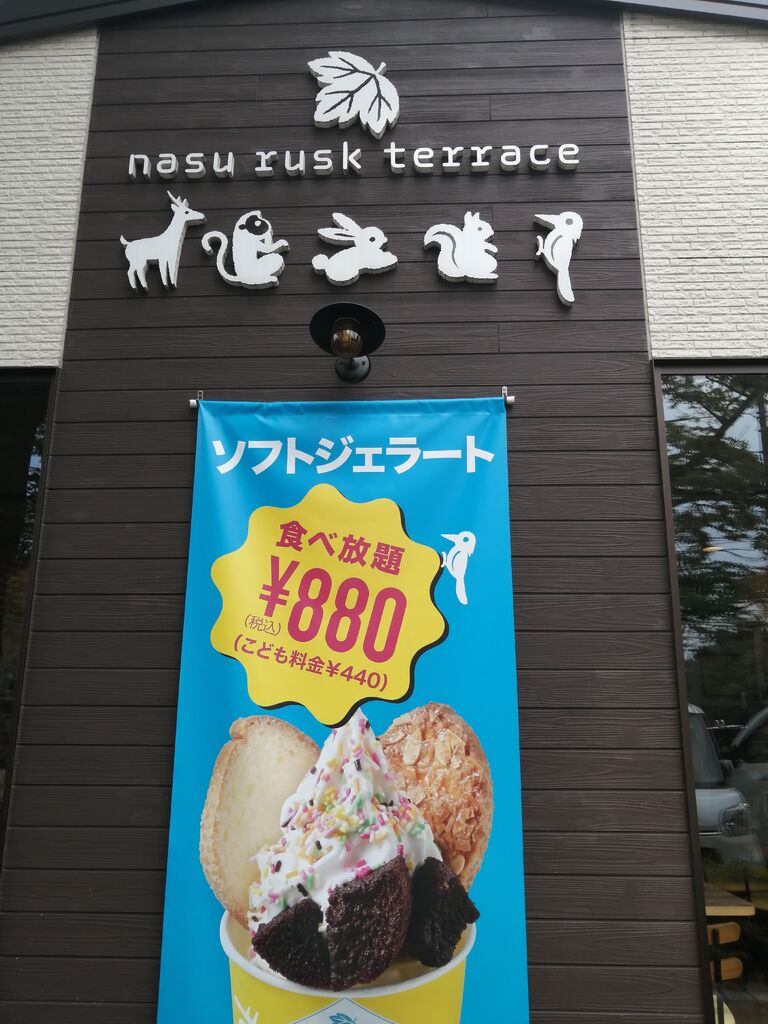 nasu rusk terrace
ソフトジェラート
食べ放題
¥880
(税込)
(こども料金¥440)